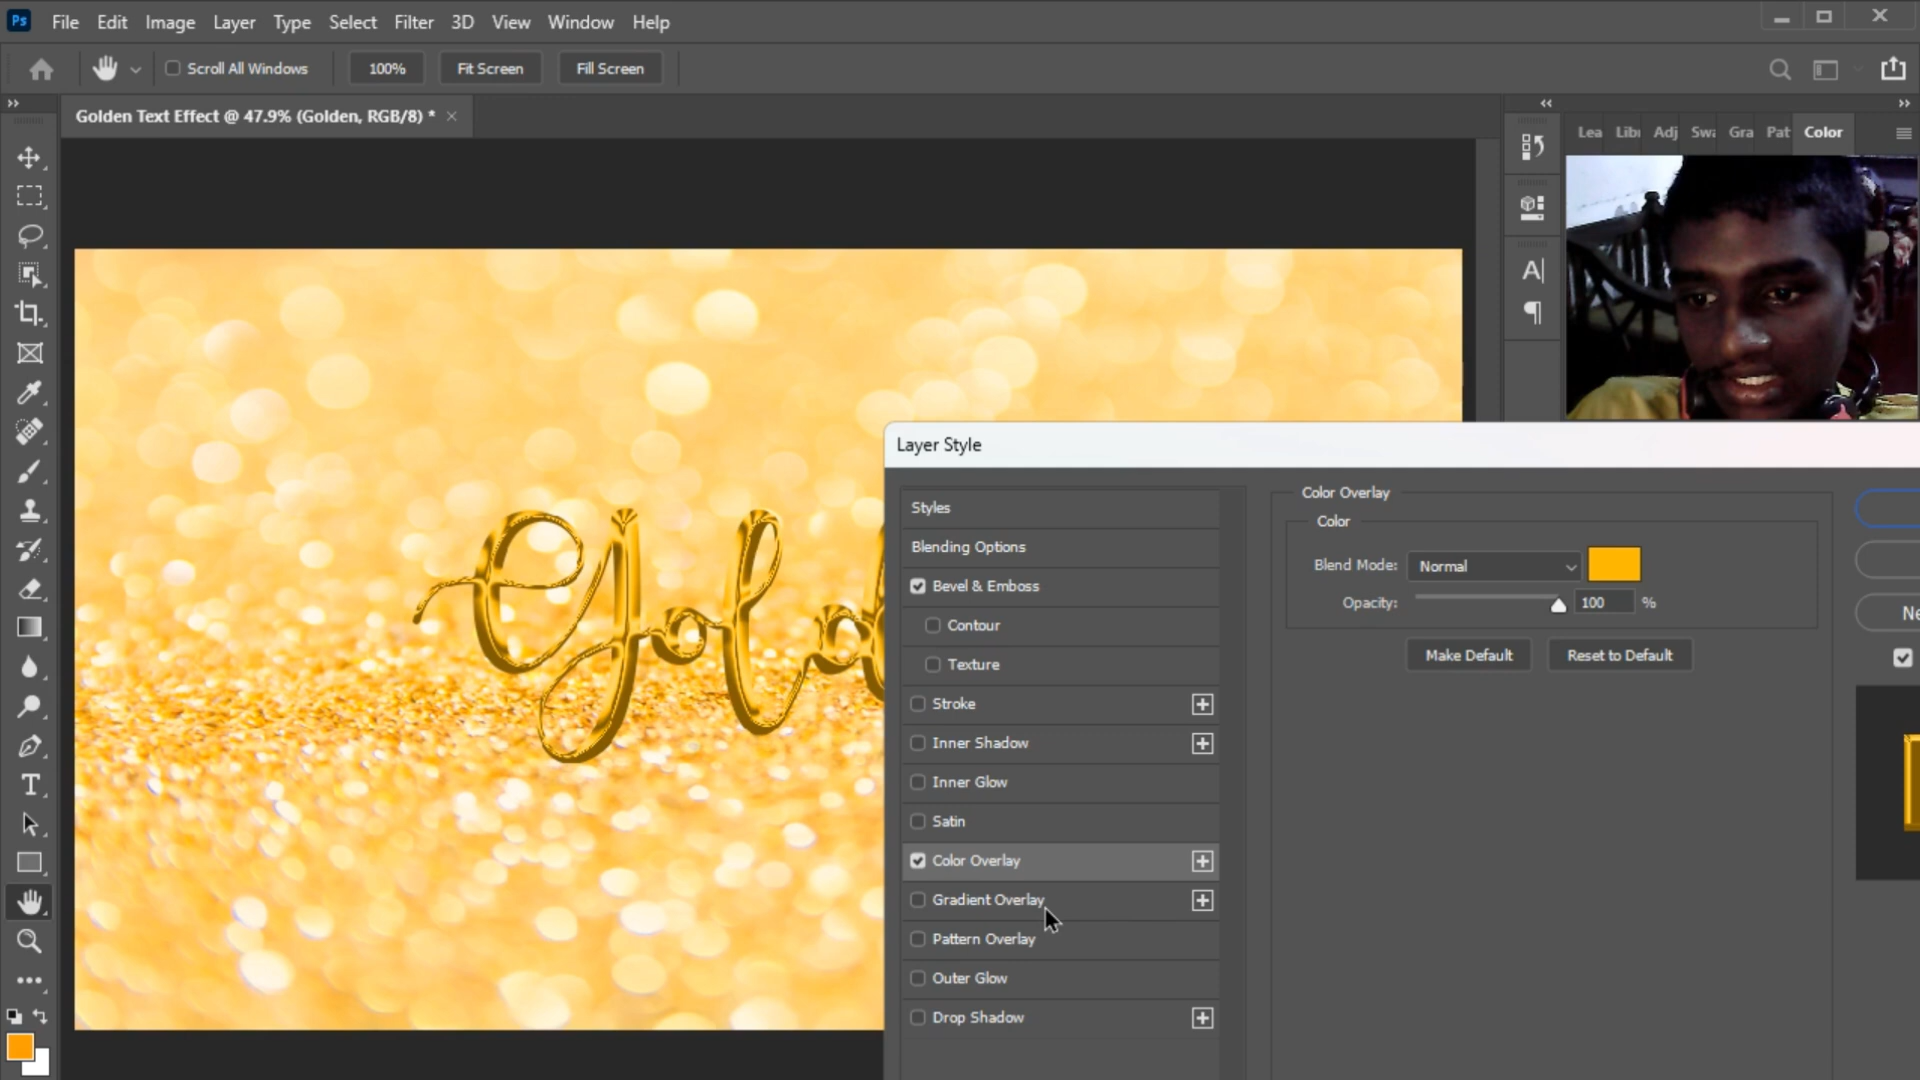 Ps File Edit Image Layer Type Select Filter 3D View Window Help
Scroll All Windows 100% Fit Screen Fill Screen
Golden Text Effect @ 47.9% (Golden, RGB/8) * ×
Lea Libi Adj Swa Gra Pat Color
Gold
Layer Style
Styles
Blending Options
Bevel & Emboss
Contour
Texture
Stroke
Inner Shadow
Inner Glow
Satin
Color Overlay
Gradient Overlay
Pattern Overlay
Outer Glow
Drop Shadow
Color Overlay
Color
Blend Mode: Normal
Opacity: 100 %
Make Default Reset to Default
Ne